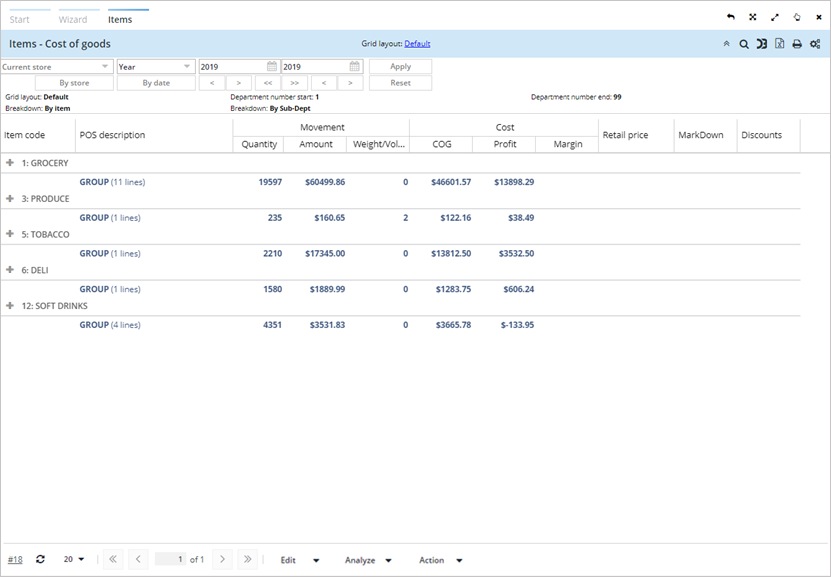 Start Wizard Items
Items - Cost of goods Grid layout: Default
Current store Year 2019 2019 Apply
By store By date < > << >> < > Reset
Grid layout: Default Department number start: 1 Department number end: 99
Breakdown: By item Breakdown: By Sub-Dept
Movement Cost
Item code POS description Retail price MarkDown Discounts
Quantity Amount Weight/Vol... COG Profit Margin
1: GROCERY
GROUP (11 lines) 19597 $60499.86 0 $46601.57 $13898.29
3: PRODUCE
GROUP (1 lines) 235 $160.65 2 $122.16 $38.49
5: TOBACCO
GROUP (1 lines) 2210 $17345.00 0 $13812.50 $3532.50
6: DELI
GROUP (1 lines) 1580 $1889.99 0 $1283.75 $606.24
12: SOFT DRINKS
GROUP (4 lines) 4351 $3531.83 0 $3665.78 $-133.95
#18 20 1 of 1 Edit Analyze Action